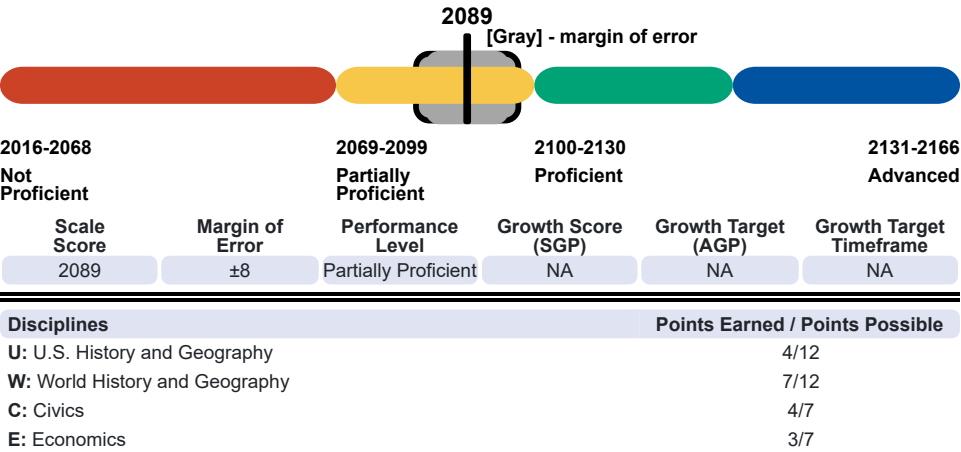 2089
[Gray] - margin of error
2016-2068 2069-2099 2100-2130 2131-2166
Not Partially Proficient Advanced
Proficient Proficient
Scale Margin of Performance Growth Score Growth Target Growth Target
Score Error Level (SGP) (AGP) Timeframe
2089 ±8 Partially Proficient NA NA NA
Disciplines Points Earned / Points Possible
U: U.S. History and Geography 4/12
W: World History and Geography 7/12
C: Civics 4/7
E: Economics 3/7